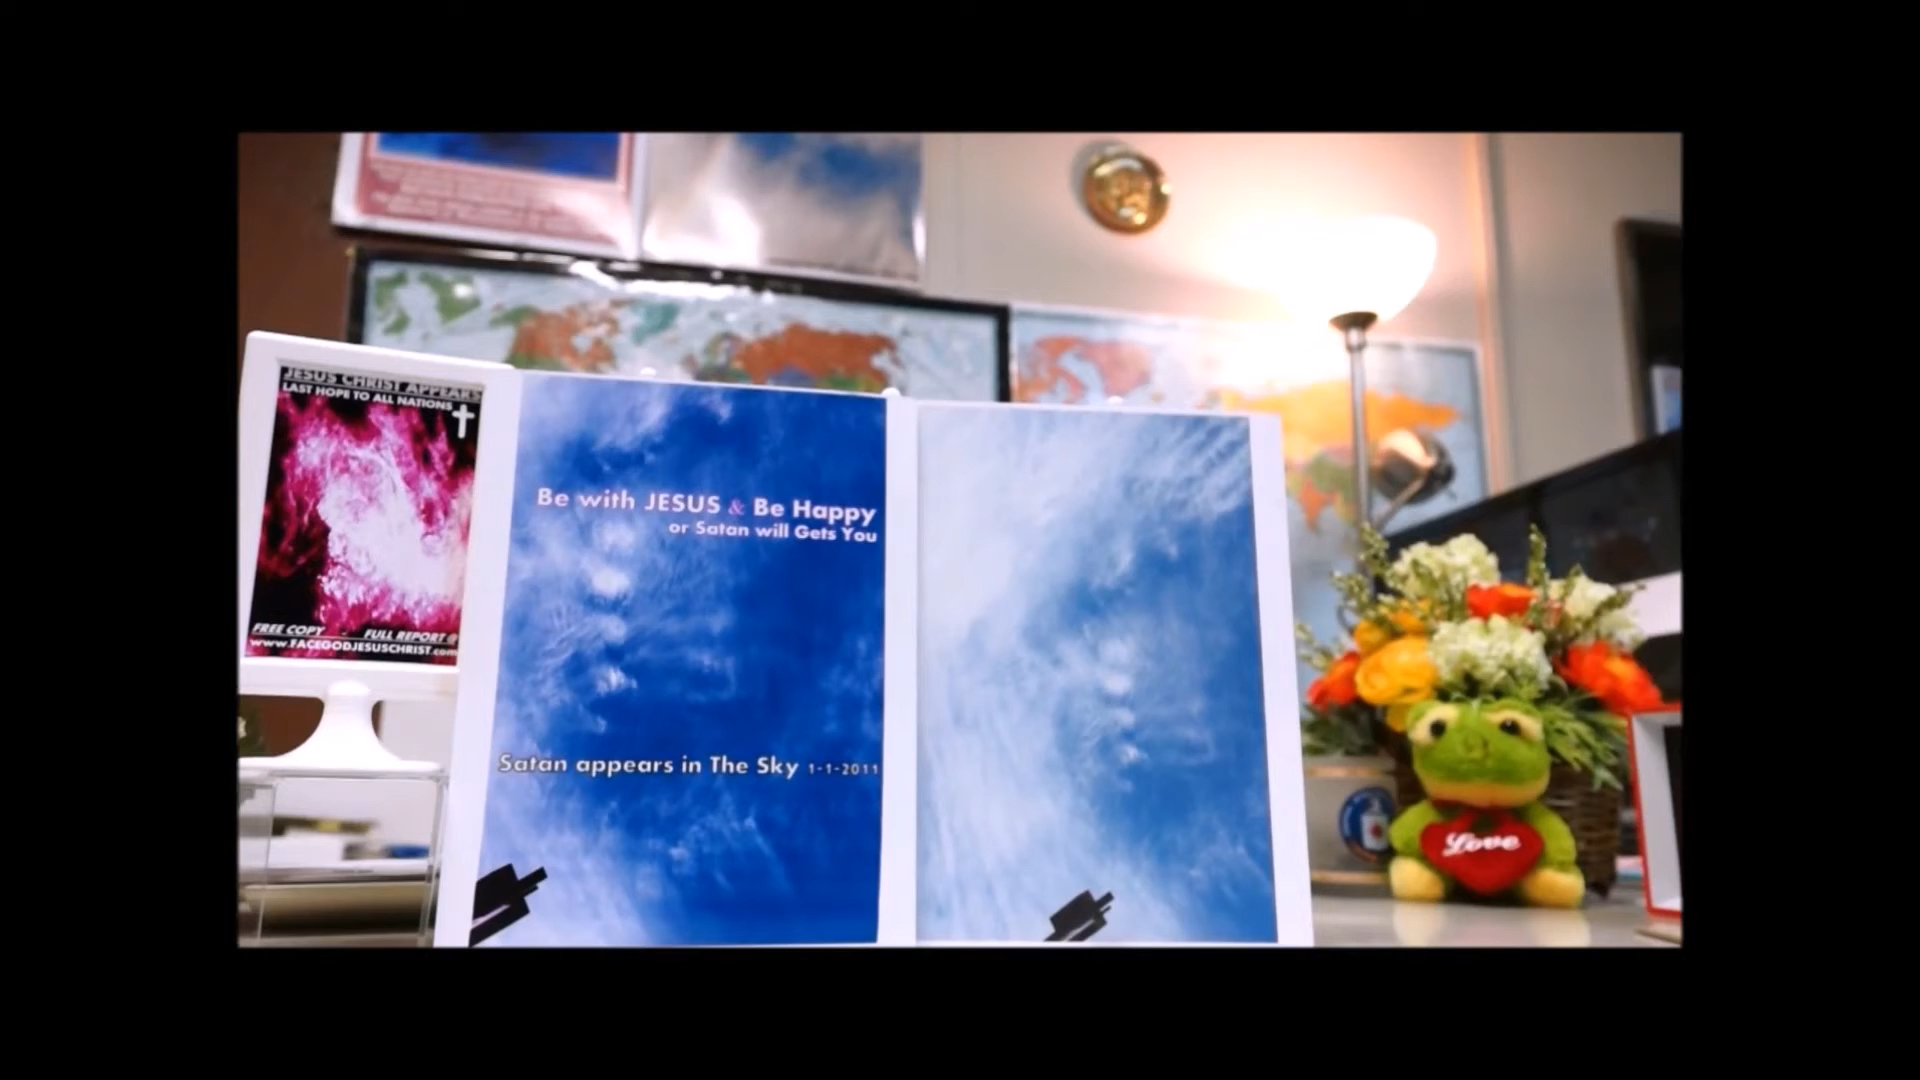 JESUS CHRIST APPEARS
LAST HOPE TO ALL NATIONS
FREE COPY - FULL REPORT @
www.FACEGODJESUSCHRIST.com
Be with JESUS & Be Happy
or Satan will Gets You
Satan appears in The Sky 1-1-2011
Love